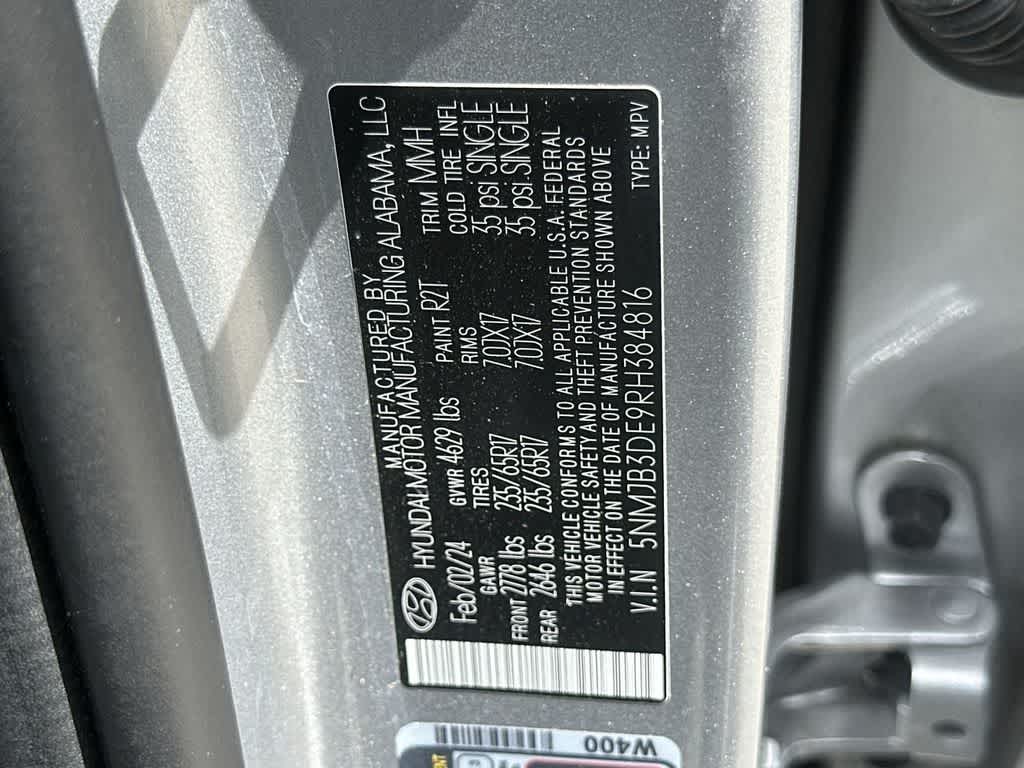 MANUFACTURED BY
HYUNDAI MOTOR MANUFACTURING ALABAMA, LLC
Feb/02/24 GVWR 4629 lbs PAINT R2T TRIM MMH
GAWR TIRES RIMS COLD TIRE INFL
FRONT 2778 lbs 235/65R17 7.0JX17 35 psi.SINGLE
REAR 2646 lbs 235/65R17 7.0JX17 35 psi.SINGLE
THIS VEHICLE CONFORMS TO ALL APPLICABLE U.S.A. FEDERAL
MOTOR VEHICLE SAFETY AND THEFT PREVENTION STANDARDS
IN EFFECT ON THE DATE OF MANUFACTURE SHOWN ABOVE
V.I.N 5NMJB3DE9RH384816 TYPE: MPV
W400